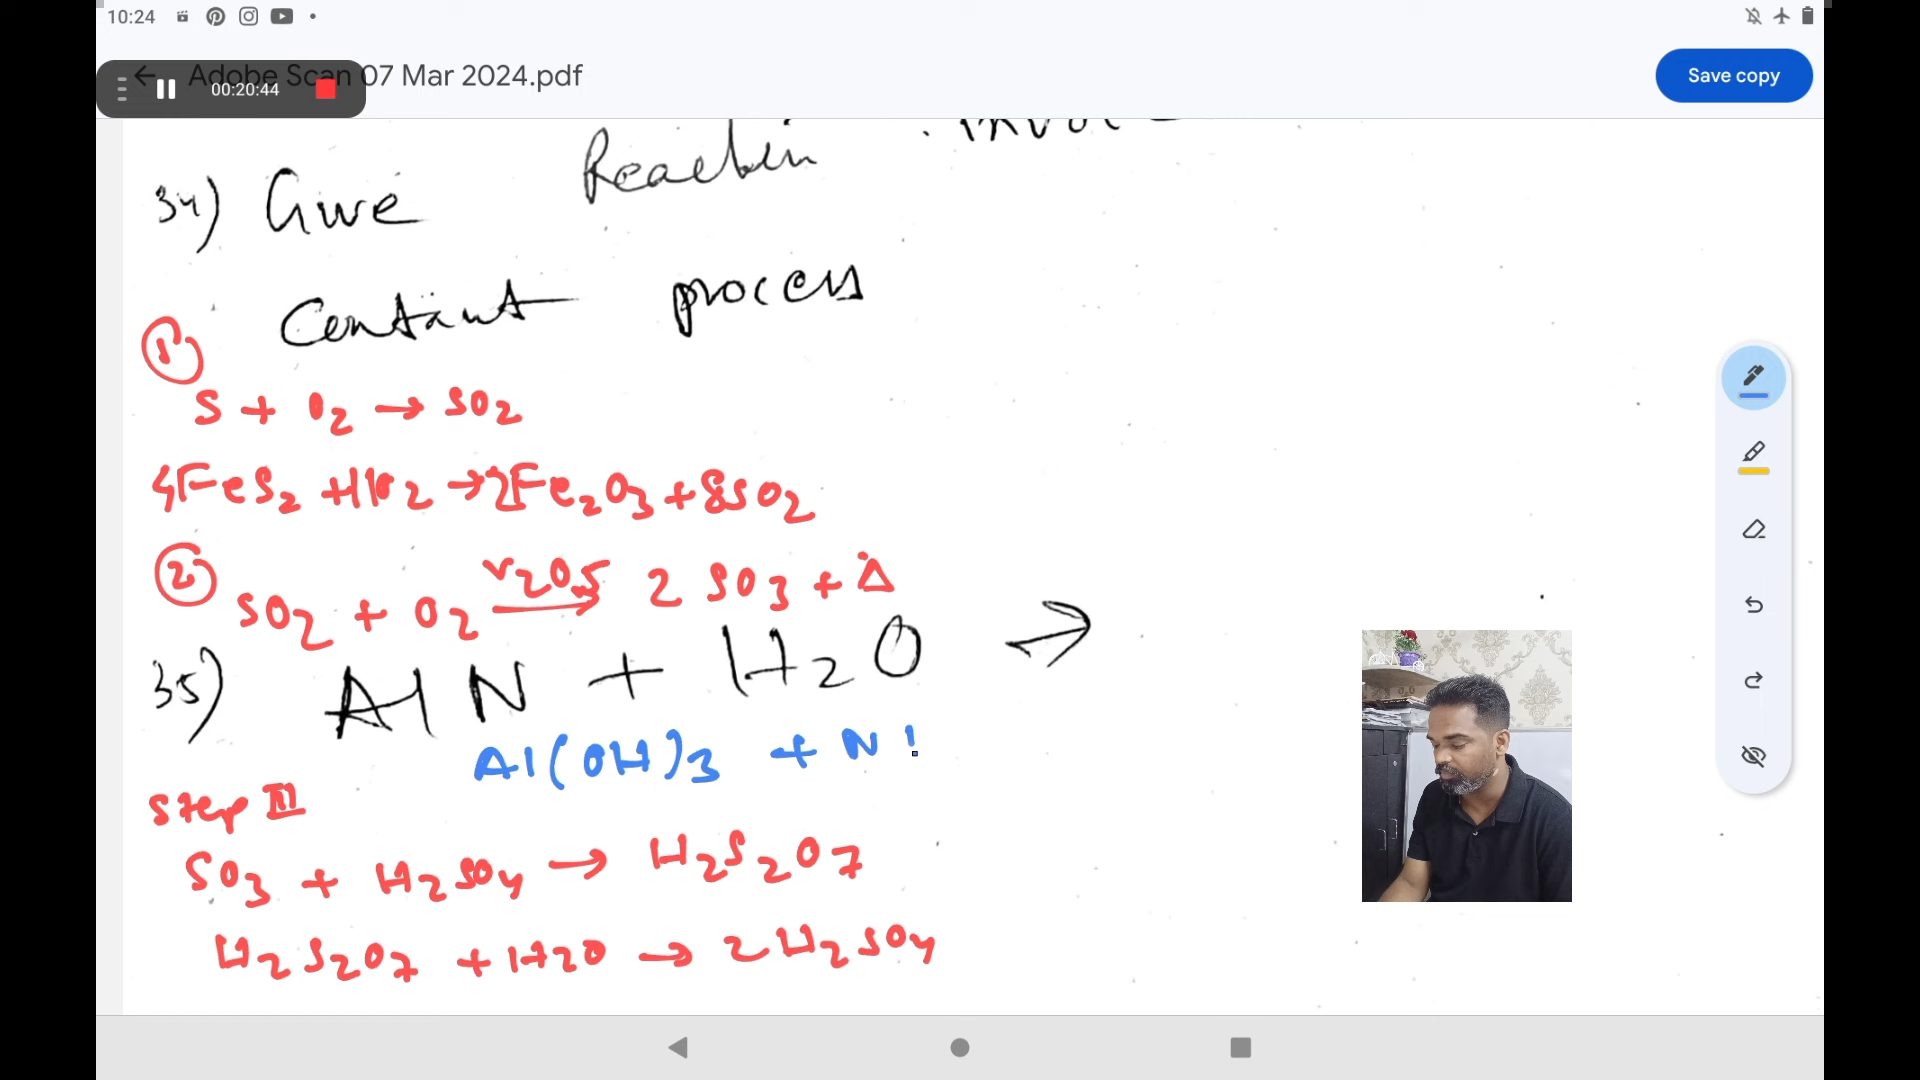 10:24
Adobe Scan 07 Mar 2024.pdf
00:20:44
Save copy
34) Give Reaction
Contant process
①
S + O₂ → SO₂
4FeS₂ + 11O₂ → 2Fe₂O₃ + 8SO₂
②
SO₂ + O₂ V₂O₅ → 2 SO₃ + Δ
35) AlN + H₂O →
Al(OH)₃ + N
Step III
SO₃ + H₂SO₄ → H₂S₂O₇
H₂S₂O₇ + H₂O → 2H₂SO₄